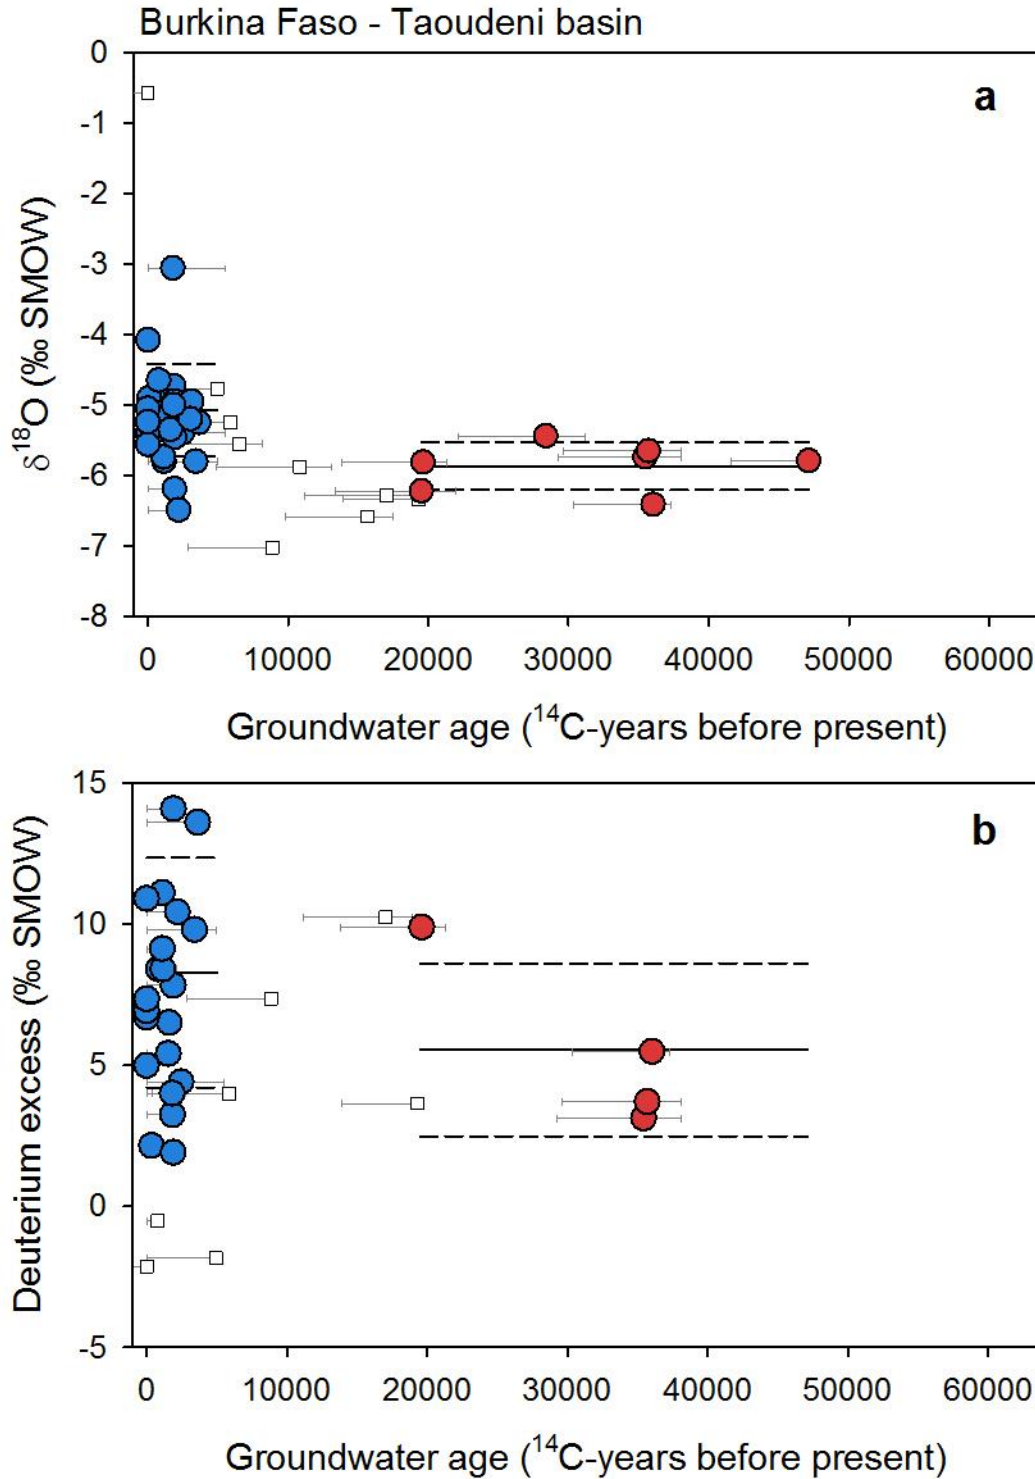 Burkina Faso - Taoudeni basin
a
0
-1
-2
-3
-4
-5
-6
-7
-8
δ18O (‰ SMOW)
0 10000 20000 30000 40000 50000 60000
Groundwater age (14C-years before present)
b
15
10
5
0
-5
Deuterium excess (‰ SMOW)
0 10000 20000 30000 40000 50000 60000
Groundwater age (14C-years before present)